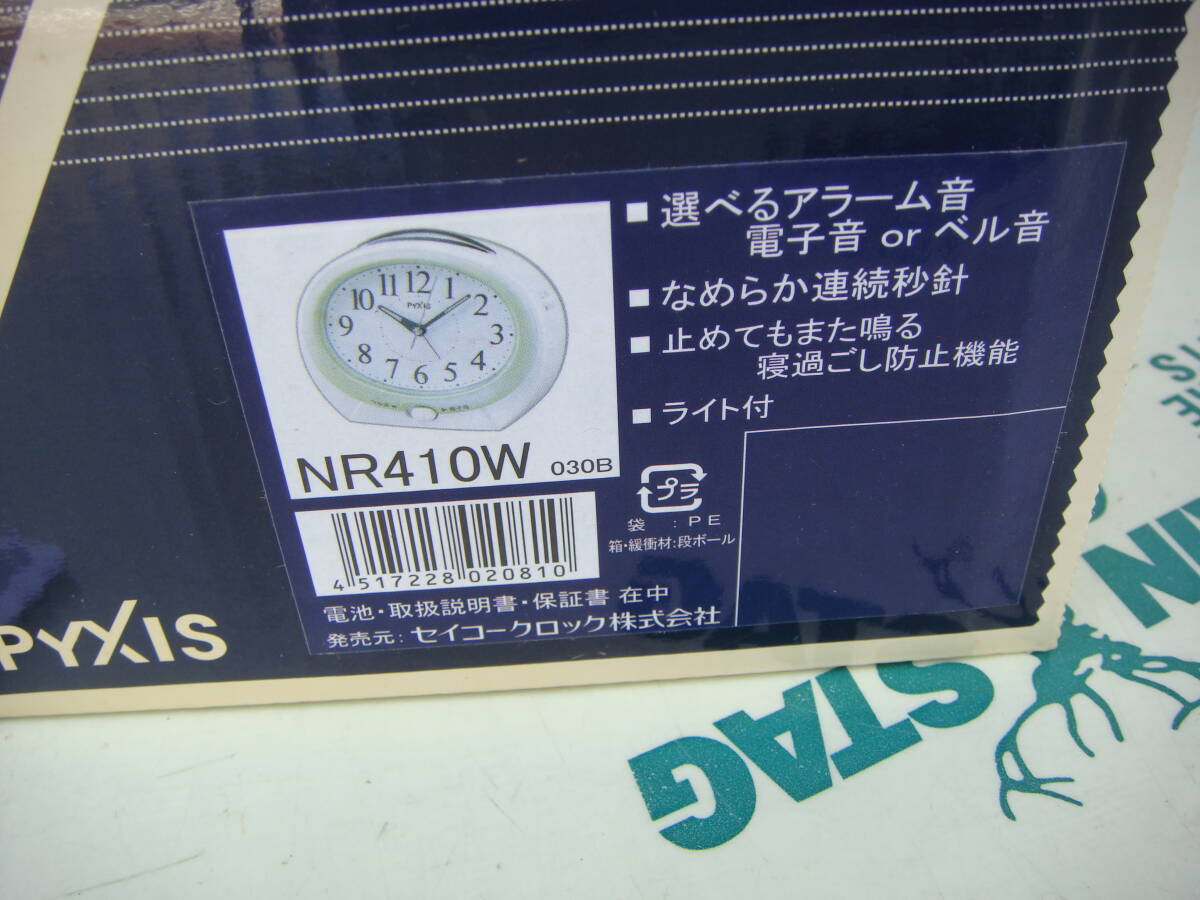 ■ 選べるアラーム音
電子音 or ベル音
■ なめらか連続秒針
■ 止めてもまた鳴る
寝過ごし防止機能
■ ライト付
11 12 1
10 2
9 3
8 4
7 6 5
PYXIS
NR410W 030B
4 517228 020810
プラ
袋 : PE
箱・緩衝材:段ボール
電池・取扱説明書・保証書 在中
発売元: セイコークロック株式会社
PYXIS
STAG